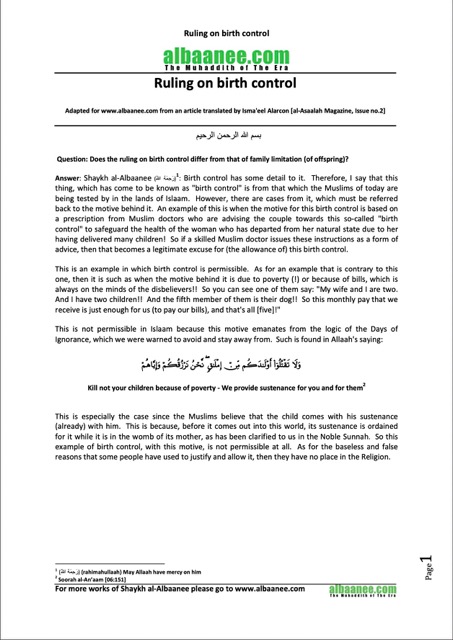 Ruling on birth control
albaanee.com
The Muhaddith of The Era
Ruling on birth control
Adapted for www.albaanee.com from an article translated by Isma'eel Alarcon [al-Asaalah Magazine, Issue no.2]
بسم الله الرحمن الرحيم
Question: Does the ruling on birth control differ from that of family limitation (of offspring)?
Answer: Shaykh al-Albaanee (رَحِمَهُ اللهُ)1: Birth control has some detail to it. Therefore, I say that this
thing, which has come to be known as "birth control" is from that which the Muslims of today are
being tested by in the lands of Islaam. However, there are cases from it, which must be referred
back to the motive behind it. An example of this is when the motive for this birth control is based on
a prescription from Muslim doctors who are advising the couple towards this so-called "birth
control" to safeguard the health of the woman who has departed from her natural state due to her
having delivered many children! So if a skilled Muslim doctor issues these instructions as a form of
advice, then that becomes a legitimate excuse for (the allowance of) this birth control.
This is an example in which birth control is permissible. As for an example that is contrary to this
one, then it is such as when the motive behind it is due to poverty (!) or because of bills, which is
always on the minds of the disbelievers!! So you can see one of them say: "My wife and I are two.
And I have two children!! And the fifth member of them is their dog!! So this monthly pay that we
receive is just enough for us (to pay our bills), and that's all [five]!"
This is not permissible in Islaam because this motive emanates from the logic of the Days of
Ignorance, which we were warned to avoid and stay away from. Such is found in Allaah's saying:
وَلَا تَقْتُلُوٓا۟ أَوْلَـٰدَكُم مِّنْ إِمْلَـٰقٍ ۖ نَّحْنُ نَرْزُقُكُمْ وَإِيَّاهُمْ
Kill not your children because of poverty - We provide sustenance for you and for them2
This is especially the case since the Muslims believe that the child comes with his sustenance
(already) with him. This is because, before it comes out into this world, its sustenance is ordained
for it while it is in the womb of its mother, as has been clarified to us in the Noble Sunnah. So this
example of birth control, with this motive, is not permissible at all. As for the baseless and false
reasons that some people have used to justify and allow it, then they have no place in the Religion.
1 [رَحِمَهُ اللهُ] (rahimahullaah) May Allaah have mercy on him
2 Soorah al-An'aam [06:151]
For more works of Shaykh al-Albaanee please go to www.albaanee.com
albaanee.com
The Muhaddith of The Era
Page 1